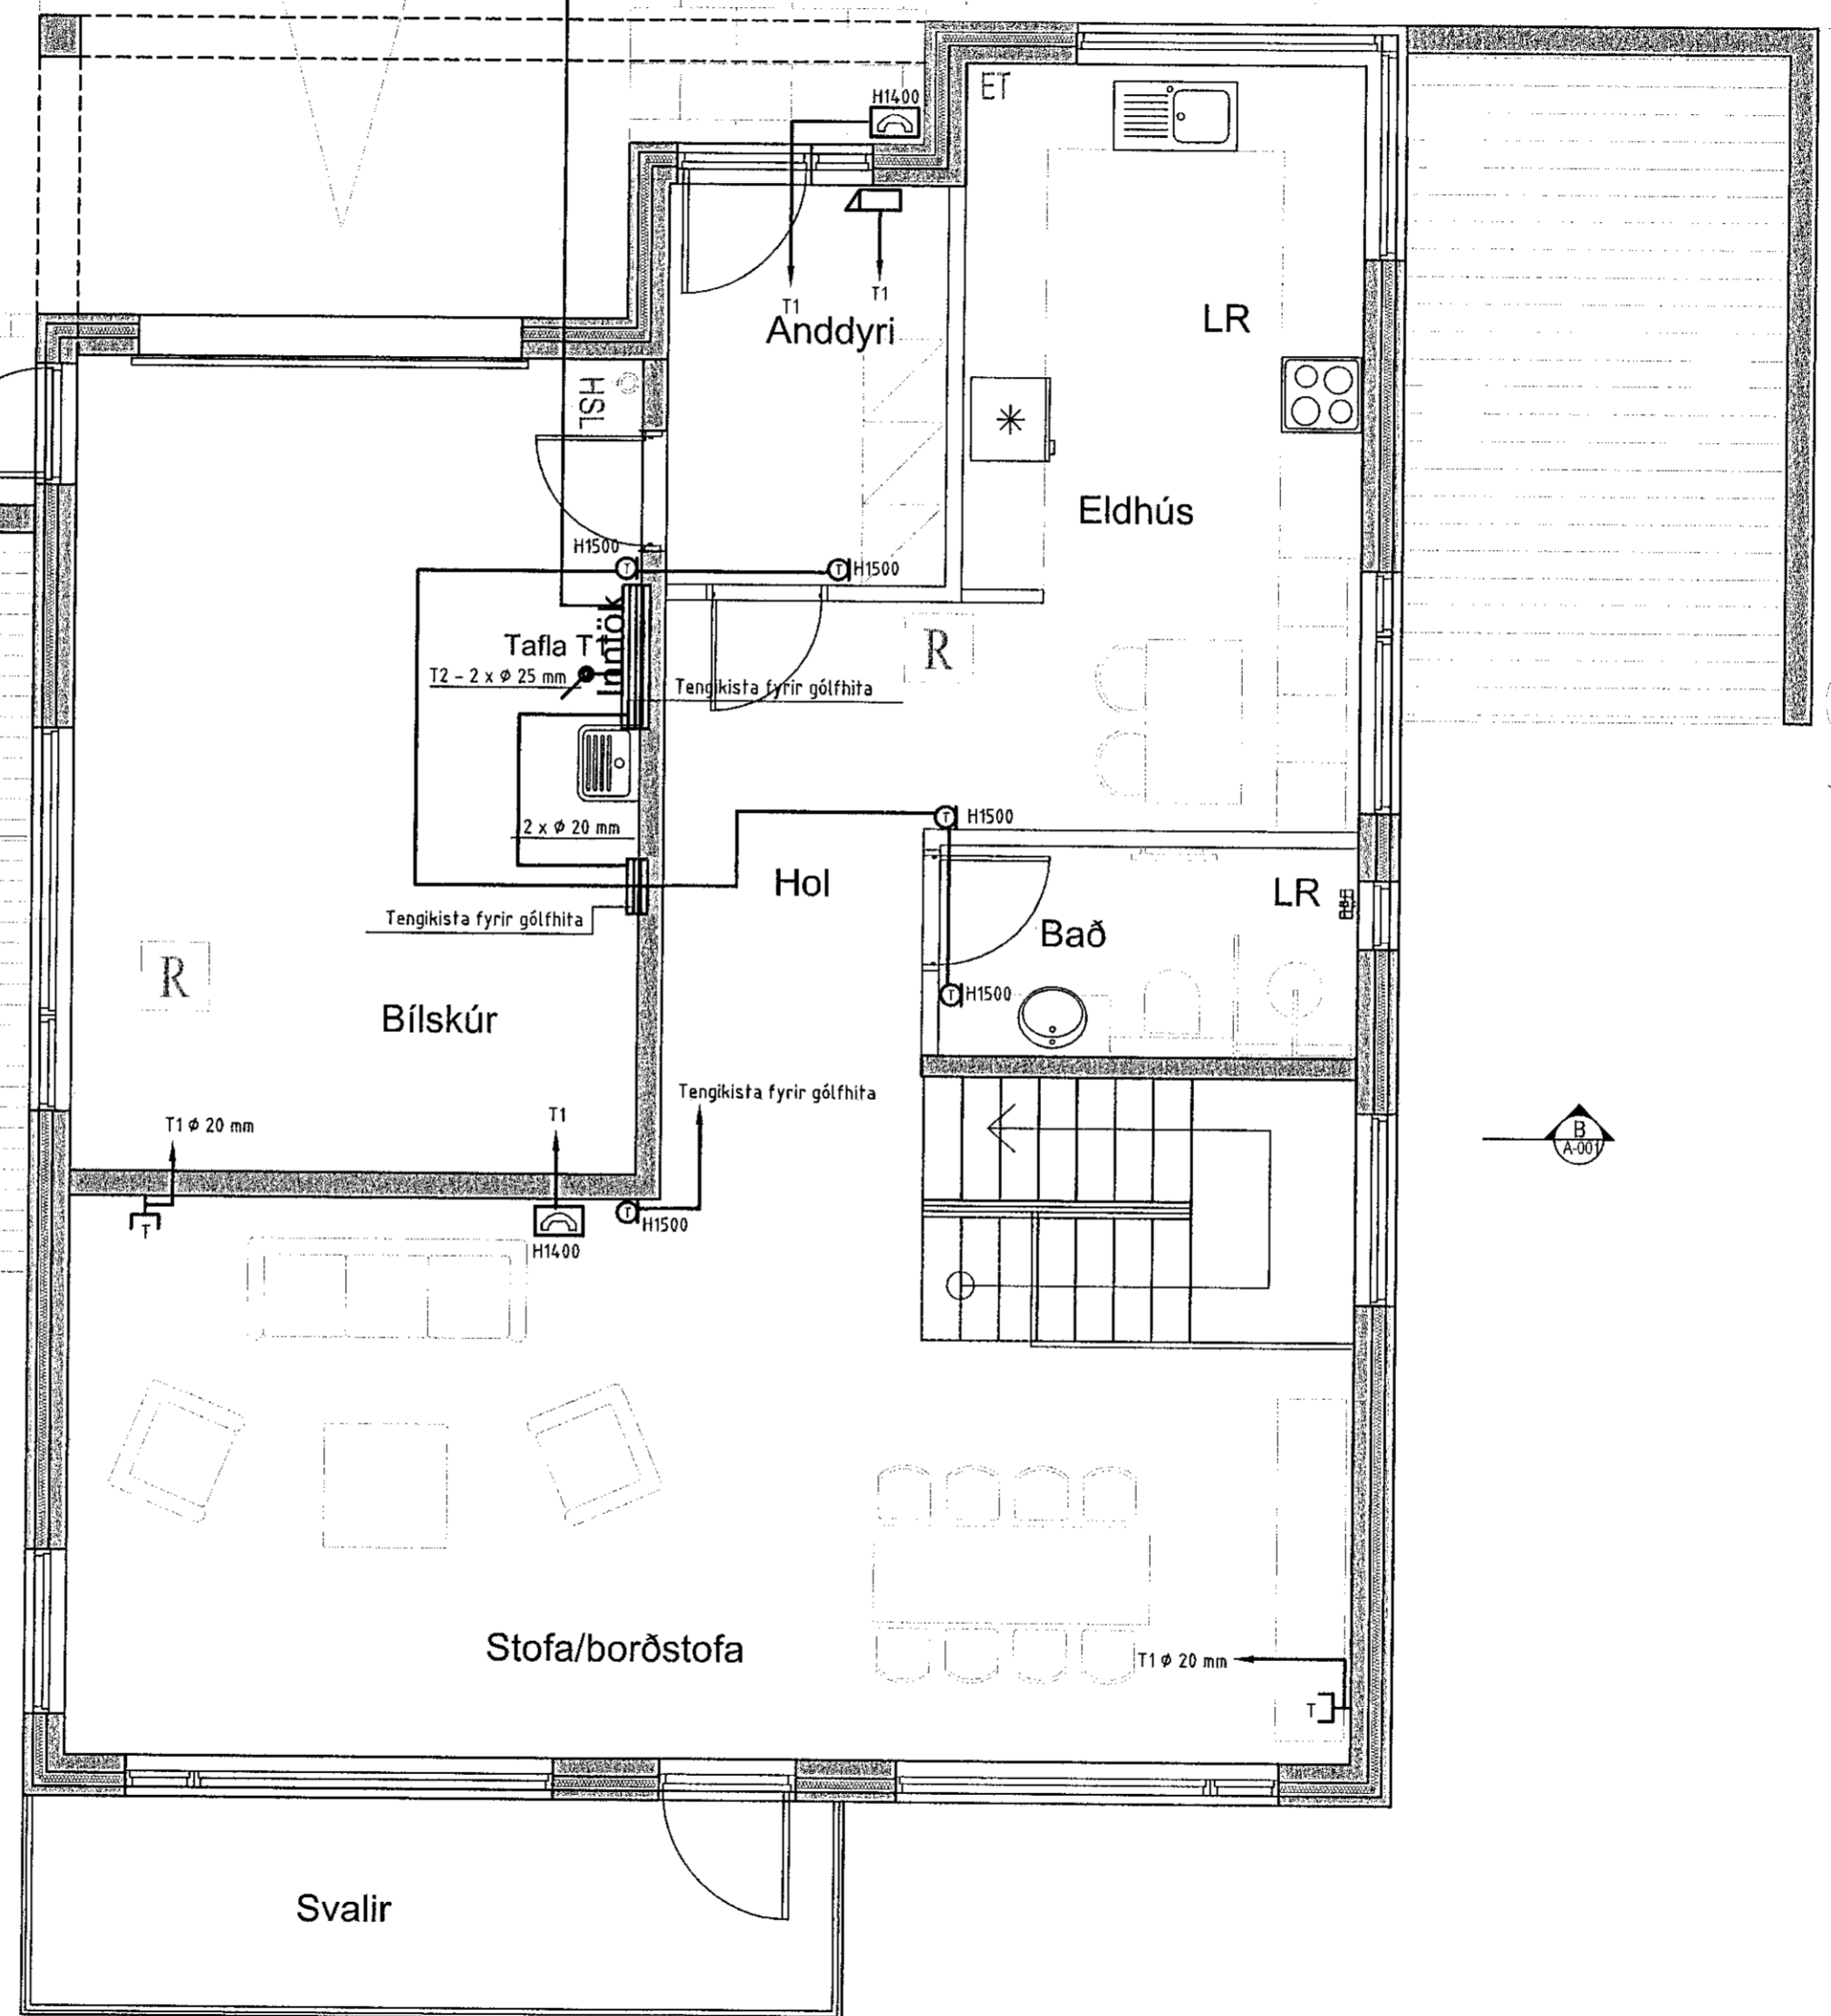 H1400
ET
T1
T1
Anddyri
LR
HSL
Eldhús
H1500
T
T
H1500
Tafla T1
Inntök
T2 - 2 x ø 25 mm
R
Tengikista fyrir gólfhita
2 x ø 20 mm
T
H1500
Hol
LR
Tengikista fyrir gólfhita
Bað
R
T
H1500
Bílskúr
Tengikista fyrir gólfhita
T1 ø 20 mm
T1
B
A-001
T
T
H1500
H1400
Stofa/borðstofa
T1 ø 20 mm
T
Svalir